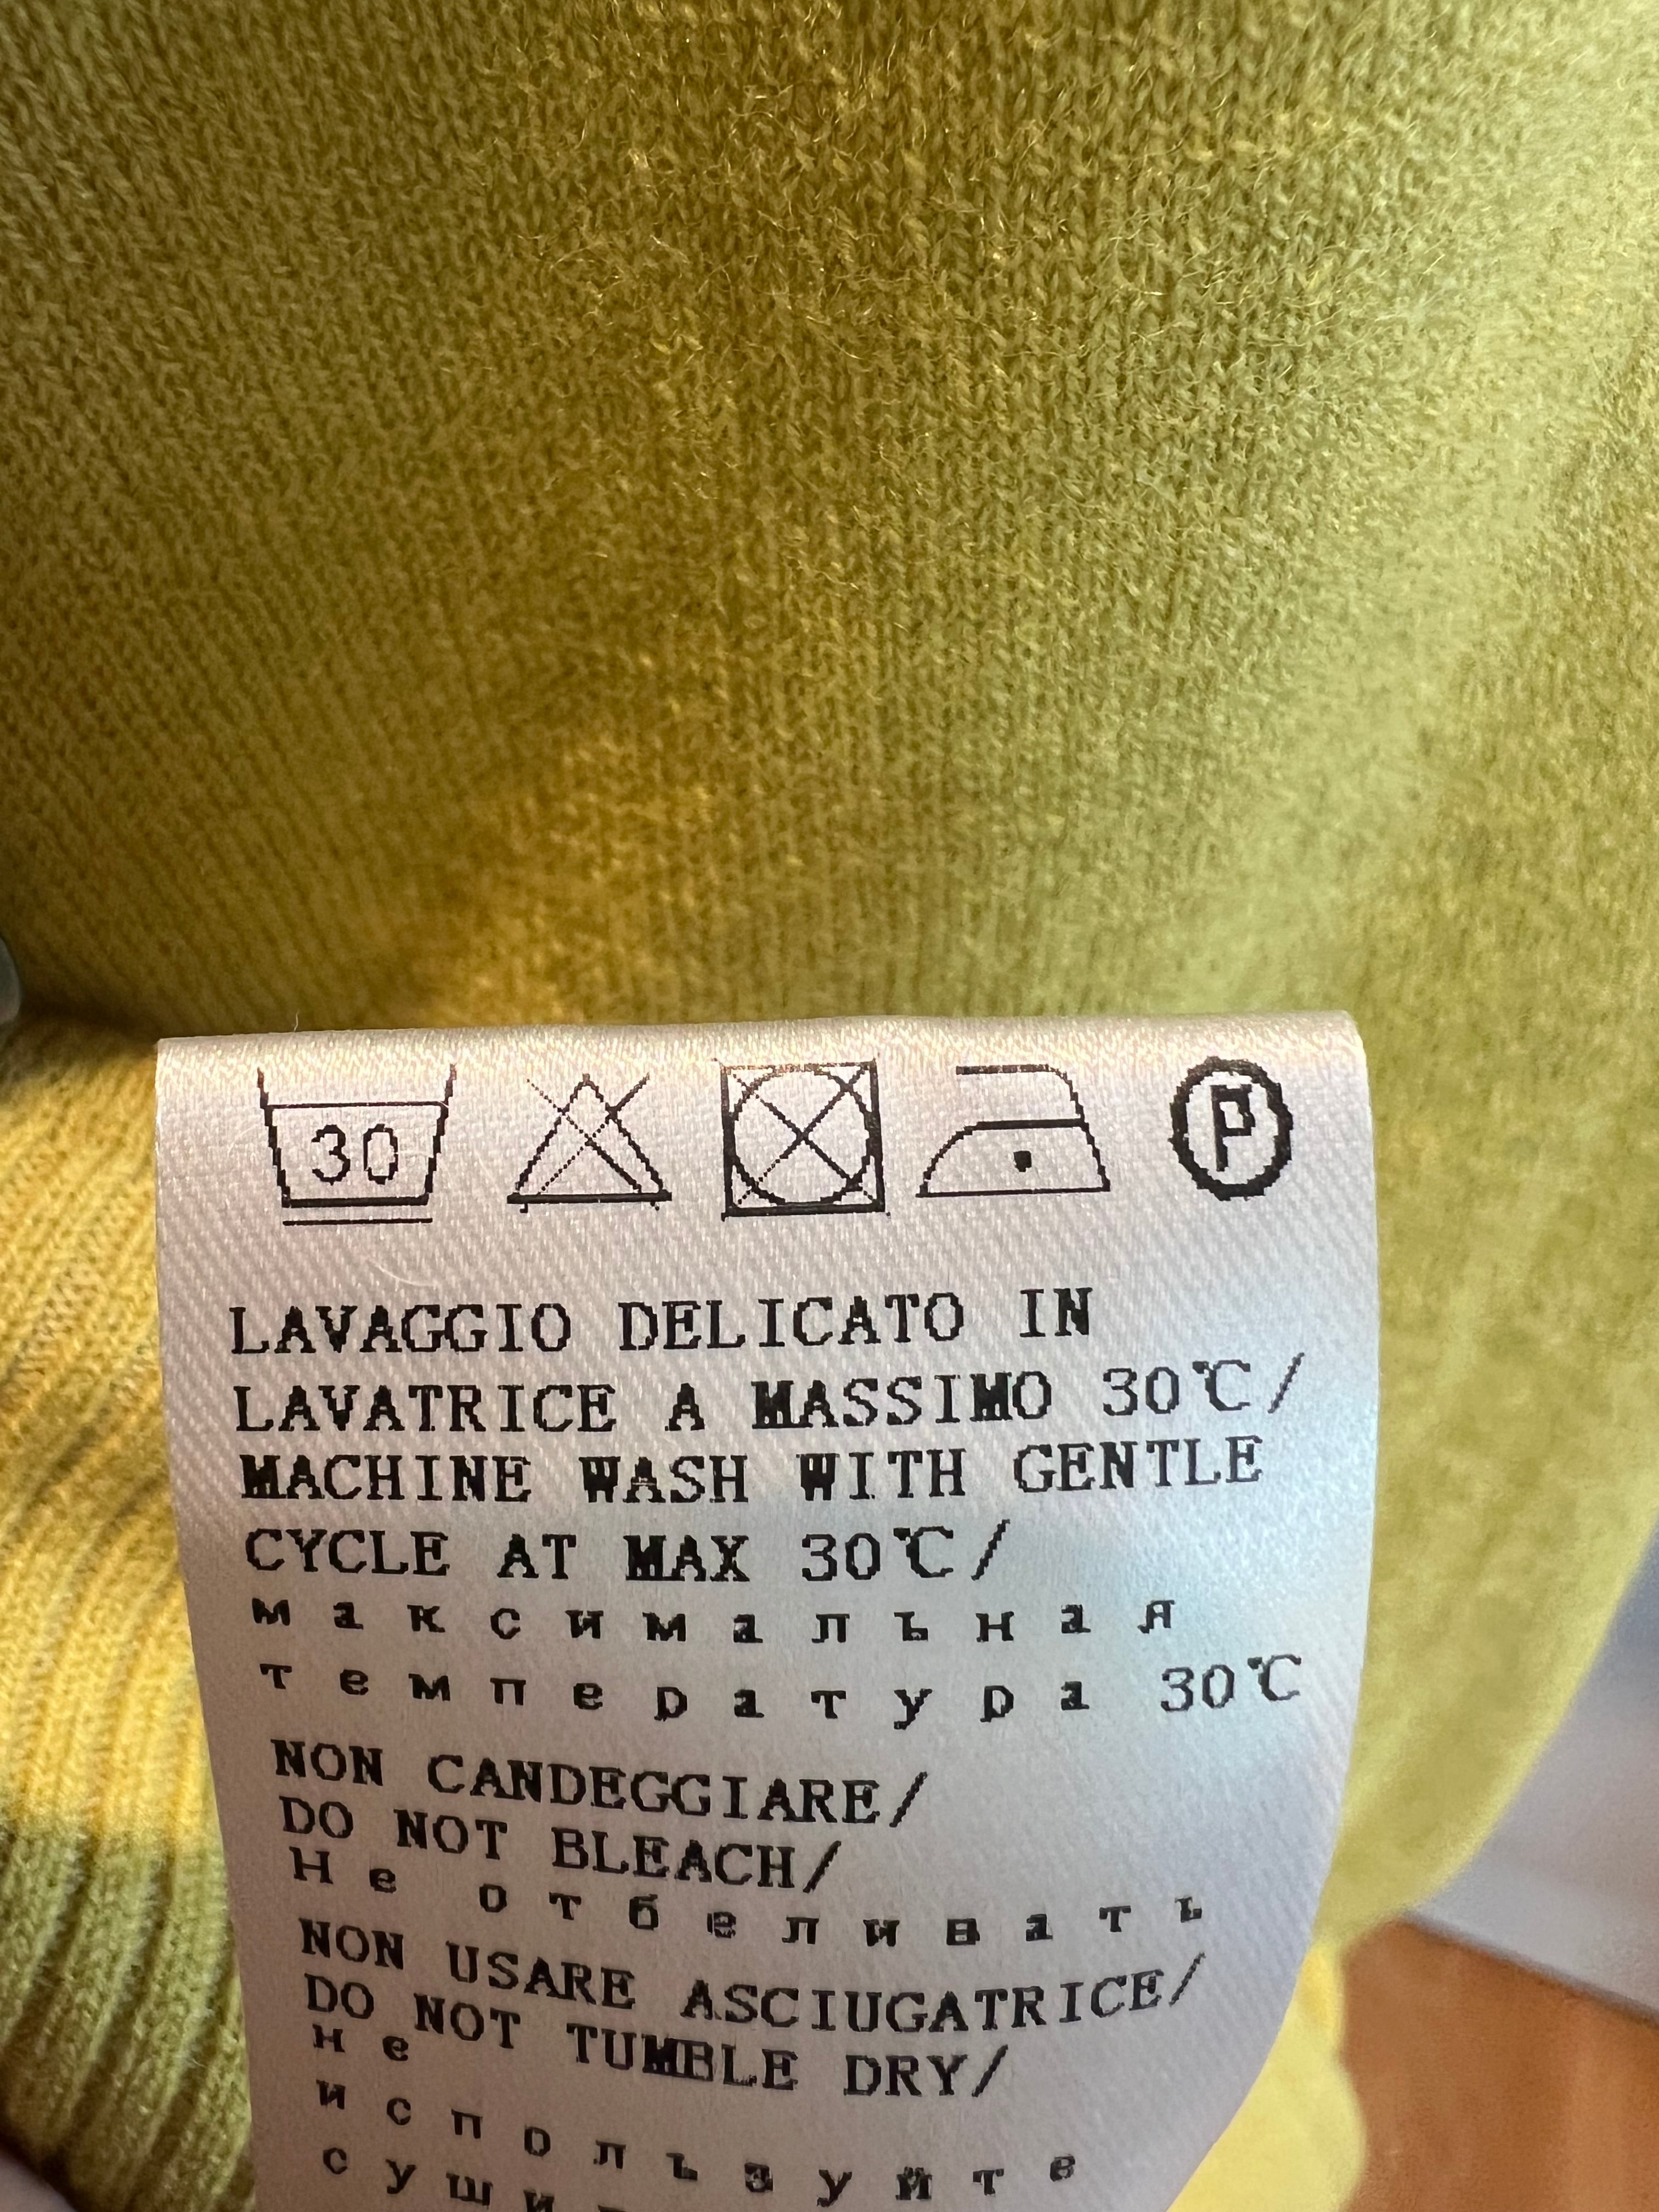 30
P
LAVAGGIO DELICATO IN
LAVATRICE A MASSIMO 30℃/
MACHINE WASH WITH GENTLE
CYCLE AT MAX 30℃/
максимальная
температура 30℃
NON CANDEGGIARE/
DO NOT BLEACH/
Не отбеливать
NON USARE ASCIUGATRICE/
DO NOT TUMBLE DRY/
не
используйте